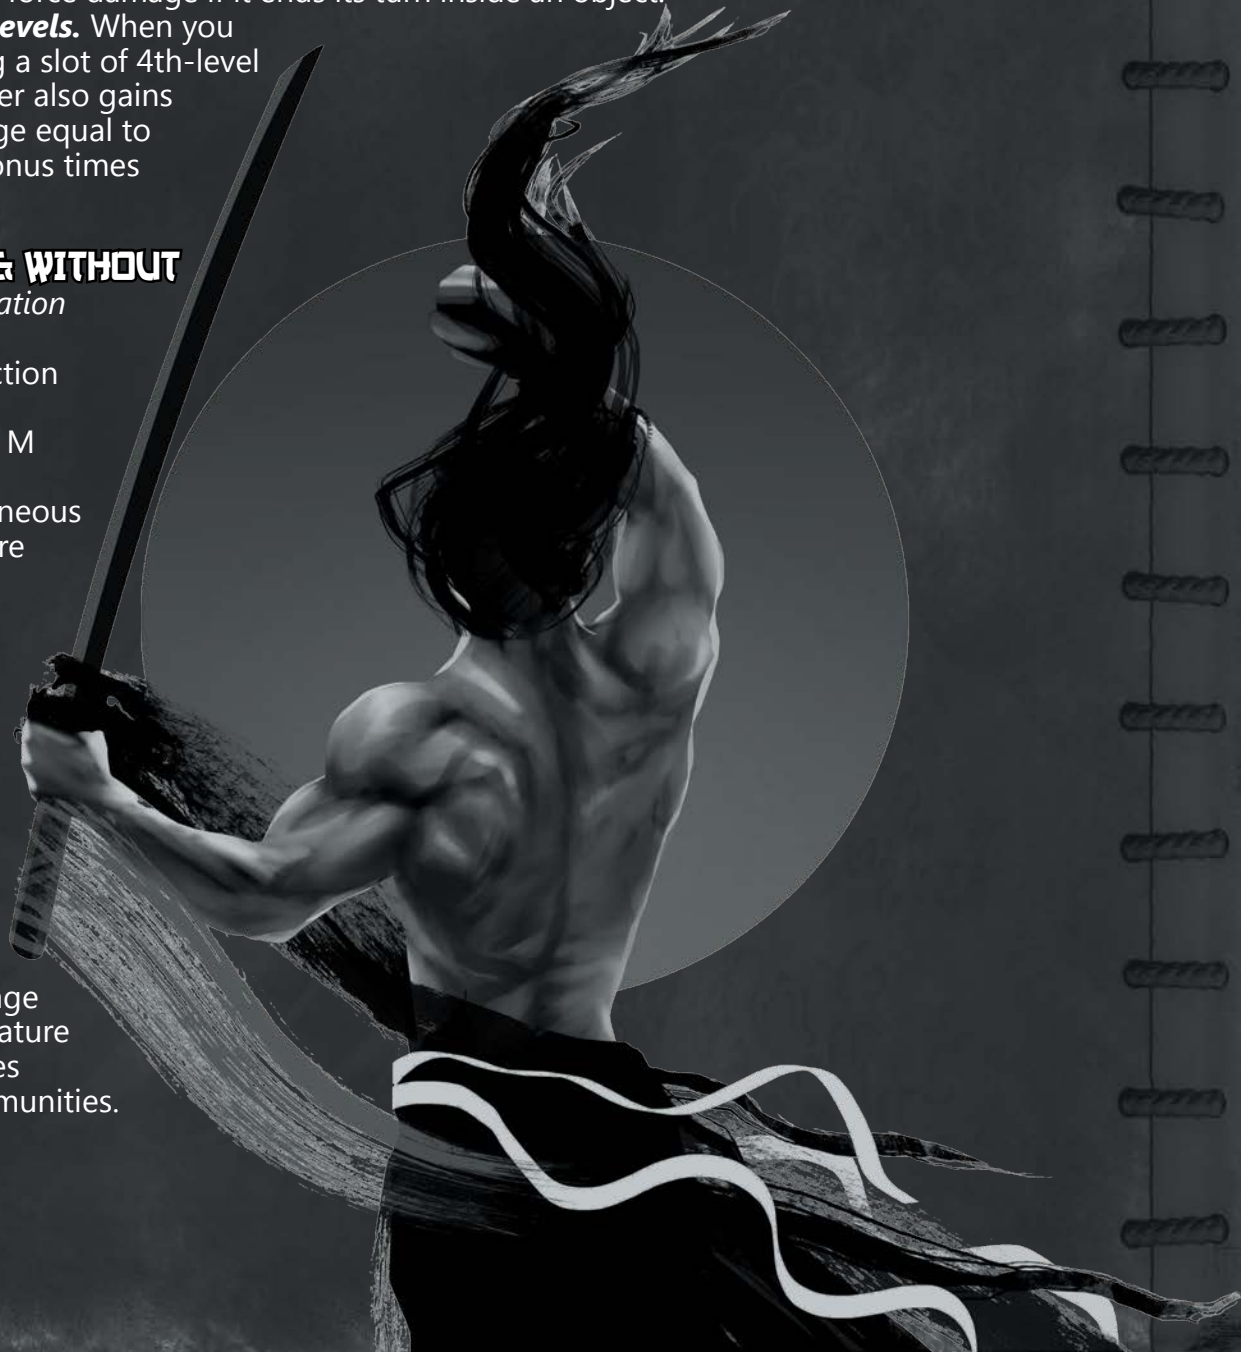 force damage if it ends its turn inside an object.
evels. When you
g a slot of 4th-level
er also gains
ge equal to
onus times
& WITHOUT
ation
ction
M
neous
re
age
ature
es
munities.